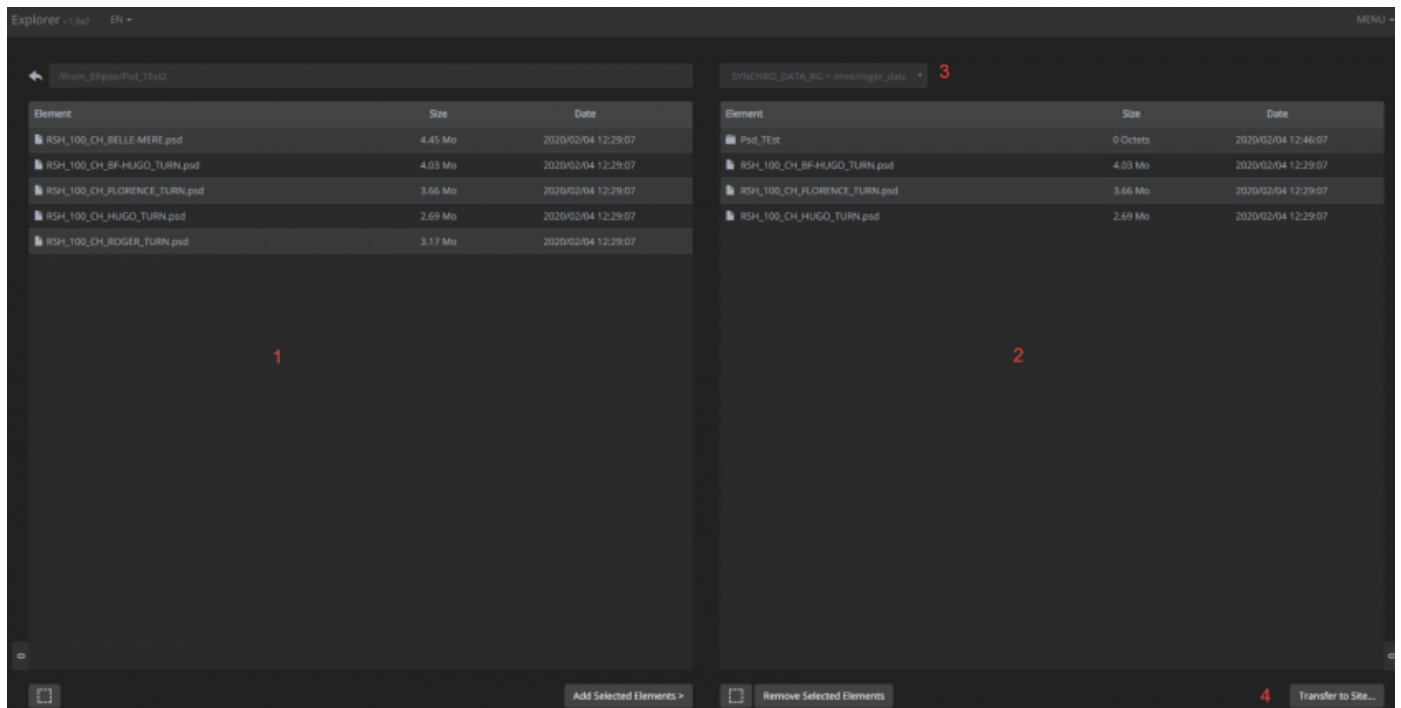 Explorer - 1.0a2 EN MENU
/From_Ellipse/Psd_TEst2
SYNCHRO_DATA_RG > /mnt/roger_data 3
Element Size Date
RSH_100_CH_BELLE-MERE.psd 4.45 Mo 2020/02/04 12:29:07
RSH_100_CH_BF-HUGO_TURN.psd 4.03 Mo 2020/02/04 12:29:07
RSH_100_CH_FLORENCE_TURN.psd 3.66 Mo 2020/02/04 12:29:07
RSH_100_CH_HUGO_TURN.psd 2.69 Mo 2020/02/04 12:29:07
RSH_100_CH_ROGER_TURN.psd 3.17 Mo 2020/02/04 12:29:07
1
Add Selected Elements >
Element Size Date
Psd_TEst 0 Octets 2020/02/04 12:46:07
RSH_100_CH_BF-HUGO_TURN.psd 4.03 Mo 2020/02/04 12:29:07
RSH_100_CH_FLORENCE_TURN.psd 3.66 Mo 2020/02/04 12:29:07
RSH_100_CH_HUGO_TURN.psd 2.69 Mo 2020/02/04 12:29:07
2
Remove Selected Elements
4 Transfer to Site...